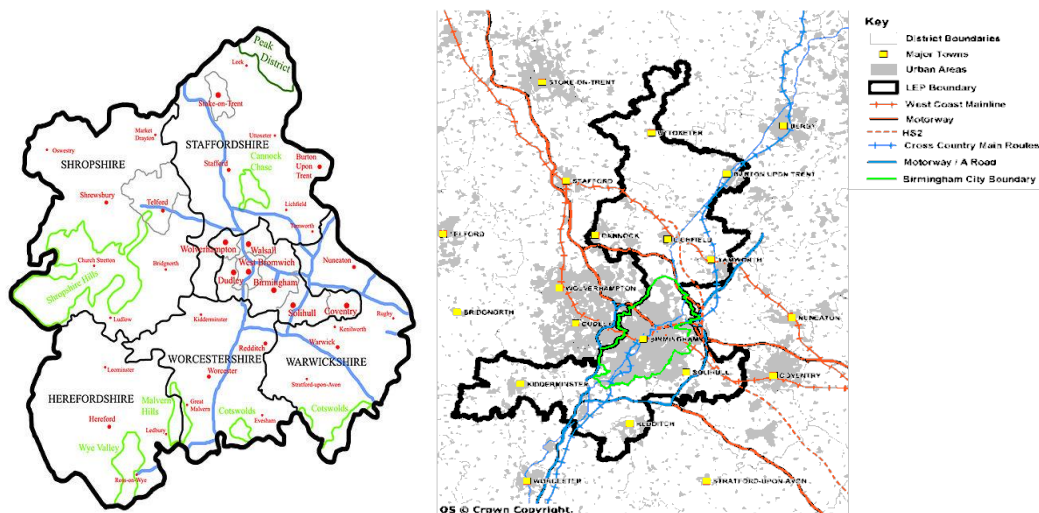 Peak
District
Leek
Stoke-on-Trent
Market
Drayton
Uttoxeter
STAFFORDSHIRE
Oswestry
SHROPSHIRE
Stafford
Cannock
Chase
Burton
Upon
Trent
Shrewsbury
Telford
Lichfield
Tamworth
Wolverhampton
Walsall
Church Stretton
Bridgnorth
West Bromwich
Nuneaton
Shropshire Hills
Dudley
Birmingham
Solihull
Coventry
Ludlow
Kidderminster
Kenilworth
Rugby
WORCESTERSHIRE
Redditch
Warwick
WARWICKSHIRE
Leominster
Worcester
Stratford-upon-Avon
HEREFORDSHIRE
Malvern
Hills
Great
Malvern
Cotswolds
Cotswolds
Hereford
Evesham
Ledbury
Wye Valley
Ross-on-Wye
STOKE-ON-TRENT
DERBY
UTTOXETER
BURTON UPON TRENT
STAFFORD
TELFORD
CANNOCK
LICHFIELD
TAMWORTH
WOLVERHAMPTON
BRIDGNORTH
DUDLEY
NUNEATON
BIRMINGHAM
SOLIHULL
COVENTRY
KIDDERMINSTER
REDDITCH
WORCESTER
STRATFORD-UPON-AVON
OS © Crown Copyright.
Key
District Boundaries
Major Towns
Urban Areas
LEP Boundary
West Coast Mainline
Motorway
HS2
Cross Country Main Routes
Motorway / A Road
Birmingham City Boundary